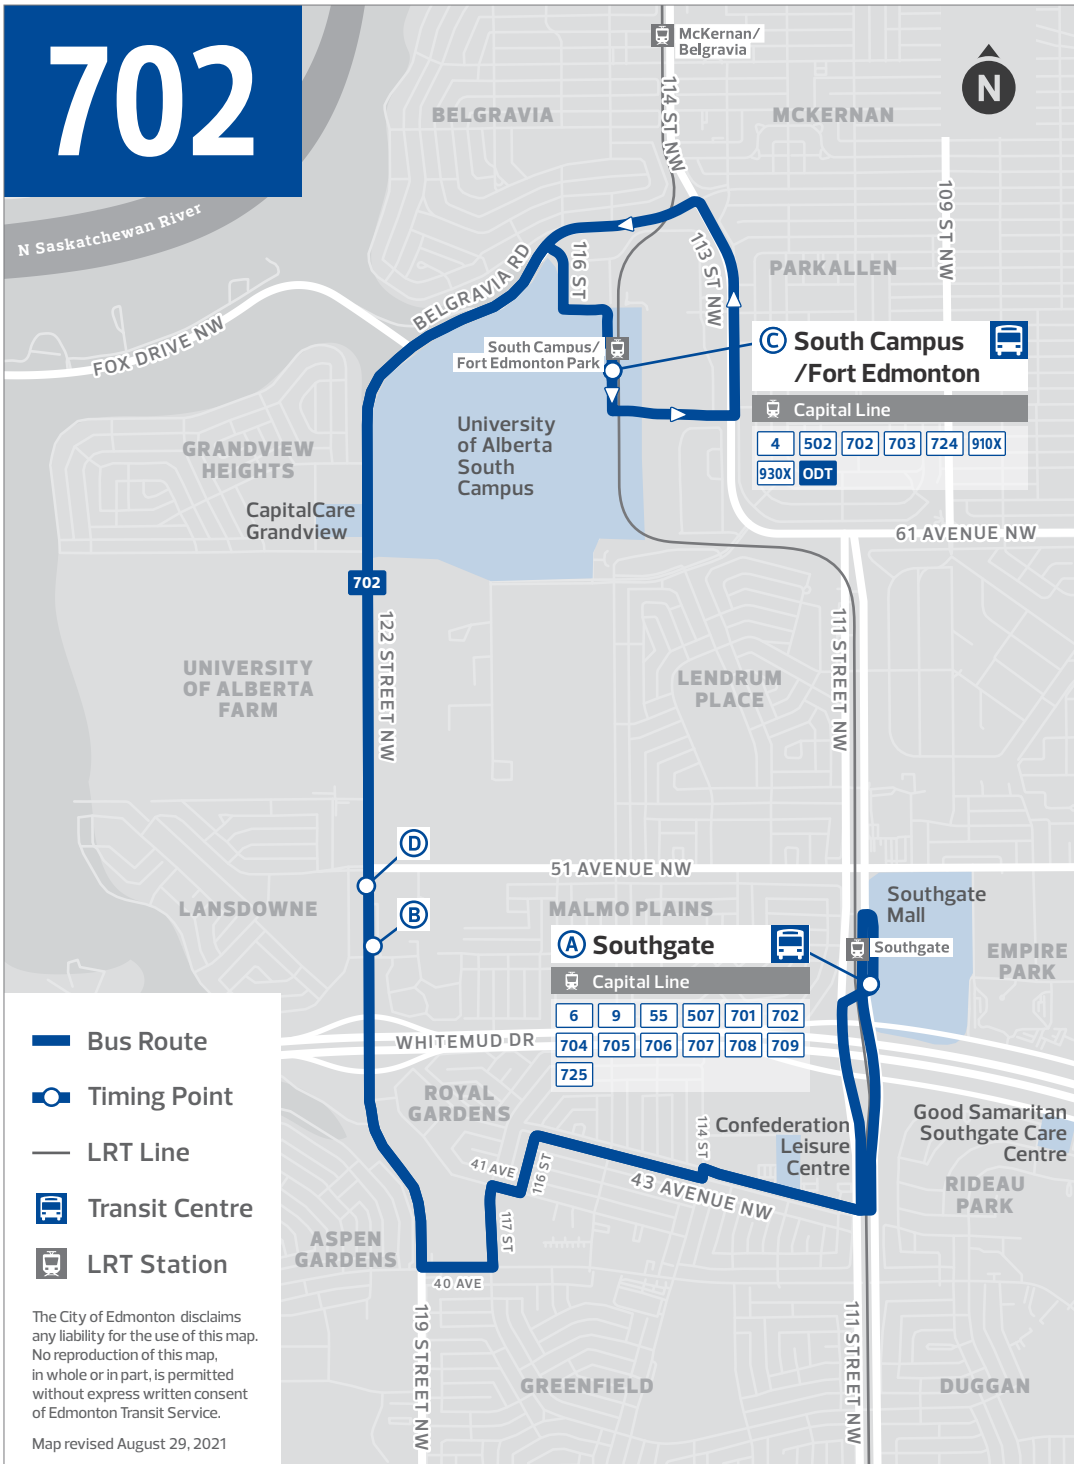 702
McKernan/
Belgravia
N
BELGRAVIA
MCKERNAN
114 ST NW
109 ST NW
N Saskatchewan River
116 ST
113 ST NW
PARKALLEN
BELGRAVIA RD
FOX DRIVE NW
South Campus/
Fort Edmonton Park
C South Campus
/Fort Edmonton
Capital Line
4 502 702 703 724 910X
930X ODT
University
of Alberta
South
Campus
GRANDVIEW
HEIGHTS
CapitalCare
Grandview
61 AVENUE NW
702
122 STREET NW
111 STREET NW
UNIVERSITY
OF ALBERTA
FARM
LENDRUM
PLACE
D
51 AVENUE NW
B
LANSDOWNE
MALMO PLAINS
Southgate
Mall
A Southgate
Southgate
EMPIRE
PARK
Capital Line
6 9 55 507 701 702
704 705 706 707 708 709
725
WHITEMUD DR
ROYAL
GARDENS
114 ST
Confederation
Leisure
Centre
Good Samaritan
Southgate Care
Centre
41 AVE
116 ST
43 AVENUE NW
RIDEAU
PARK
117 ST
ASPEN
GARDENS
40 AVE
119 STREET NW
111 STREET NW
GREENFIELD
DUGGAN
Bus Route
Timing Point
LRT Line
Transit Centre
LRT Station
The City of Edmonton disclaims
any liability for the use of this map.
No reproduction of this map,
in whole or in part, is permitted
without express written consent
of Edmonton Transit Service.
Map revised August 29, 2021